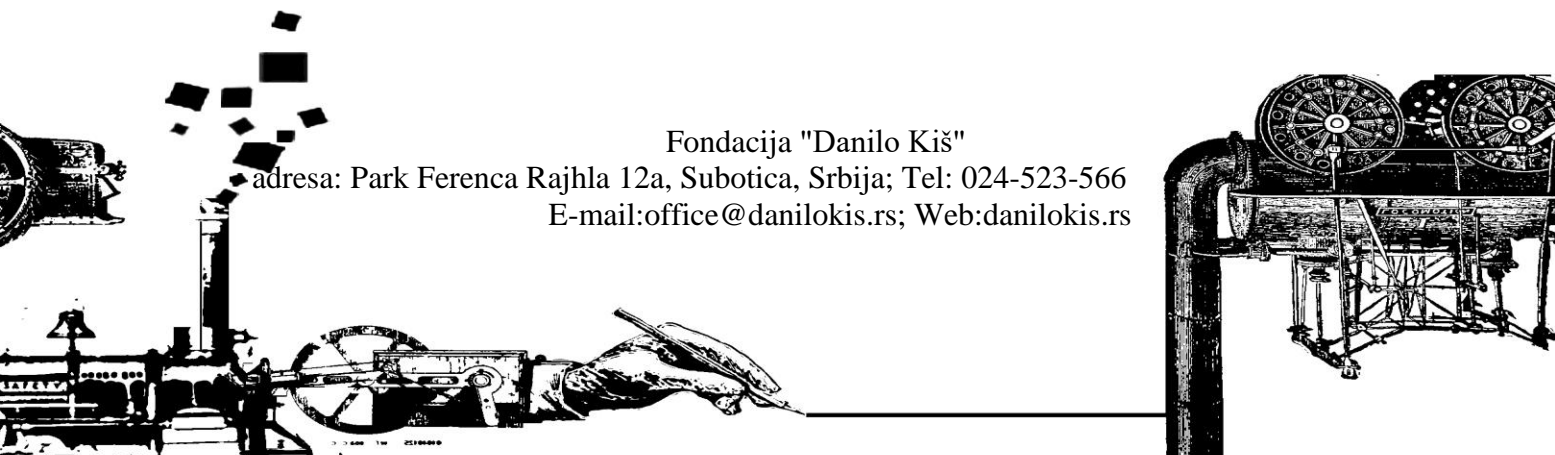 Fondacija "Danilo Kiš"
adresa: Park Ferenca Rajhla 12a, Subotica, Srbija; Tel: 024-523-566
E-mail:office@danilokis.rs; Web:danilokis.rs
SAFETY